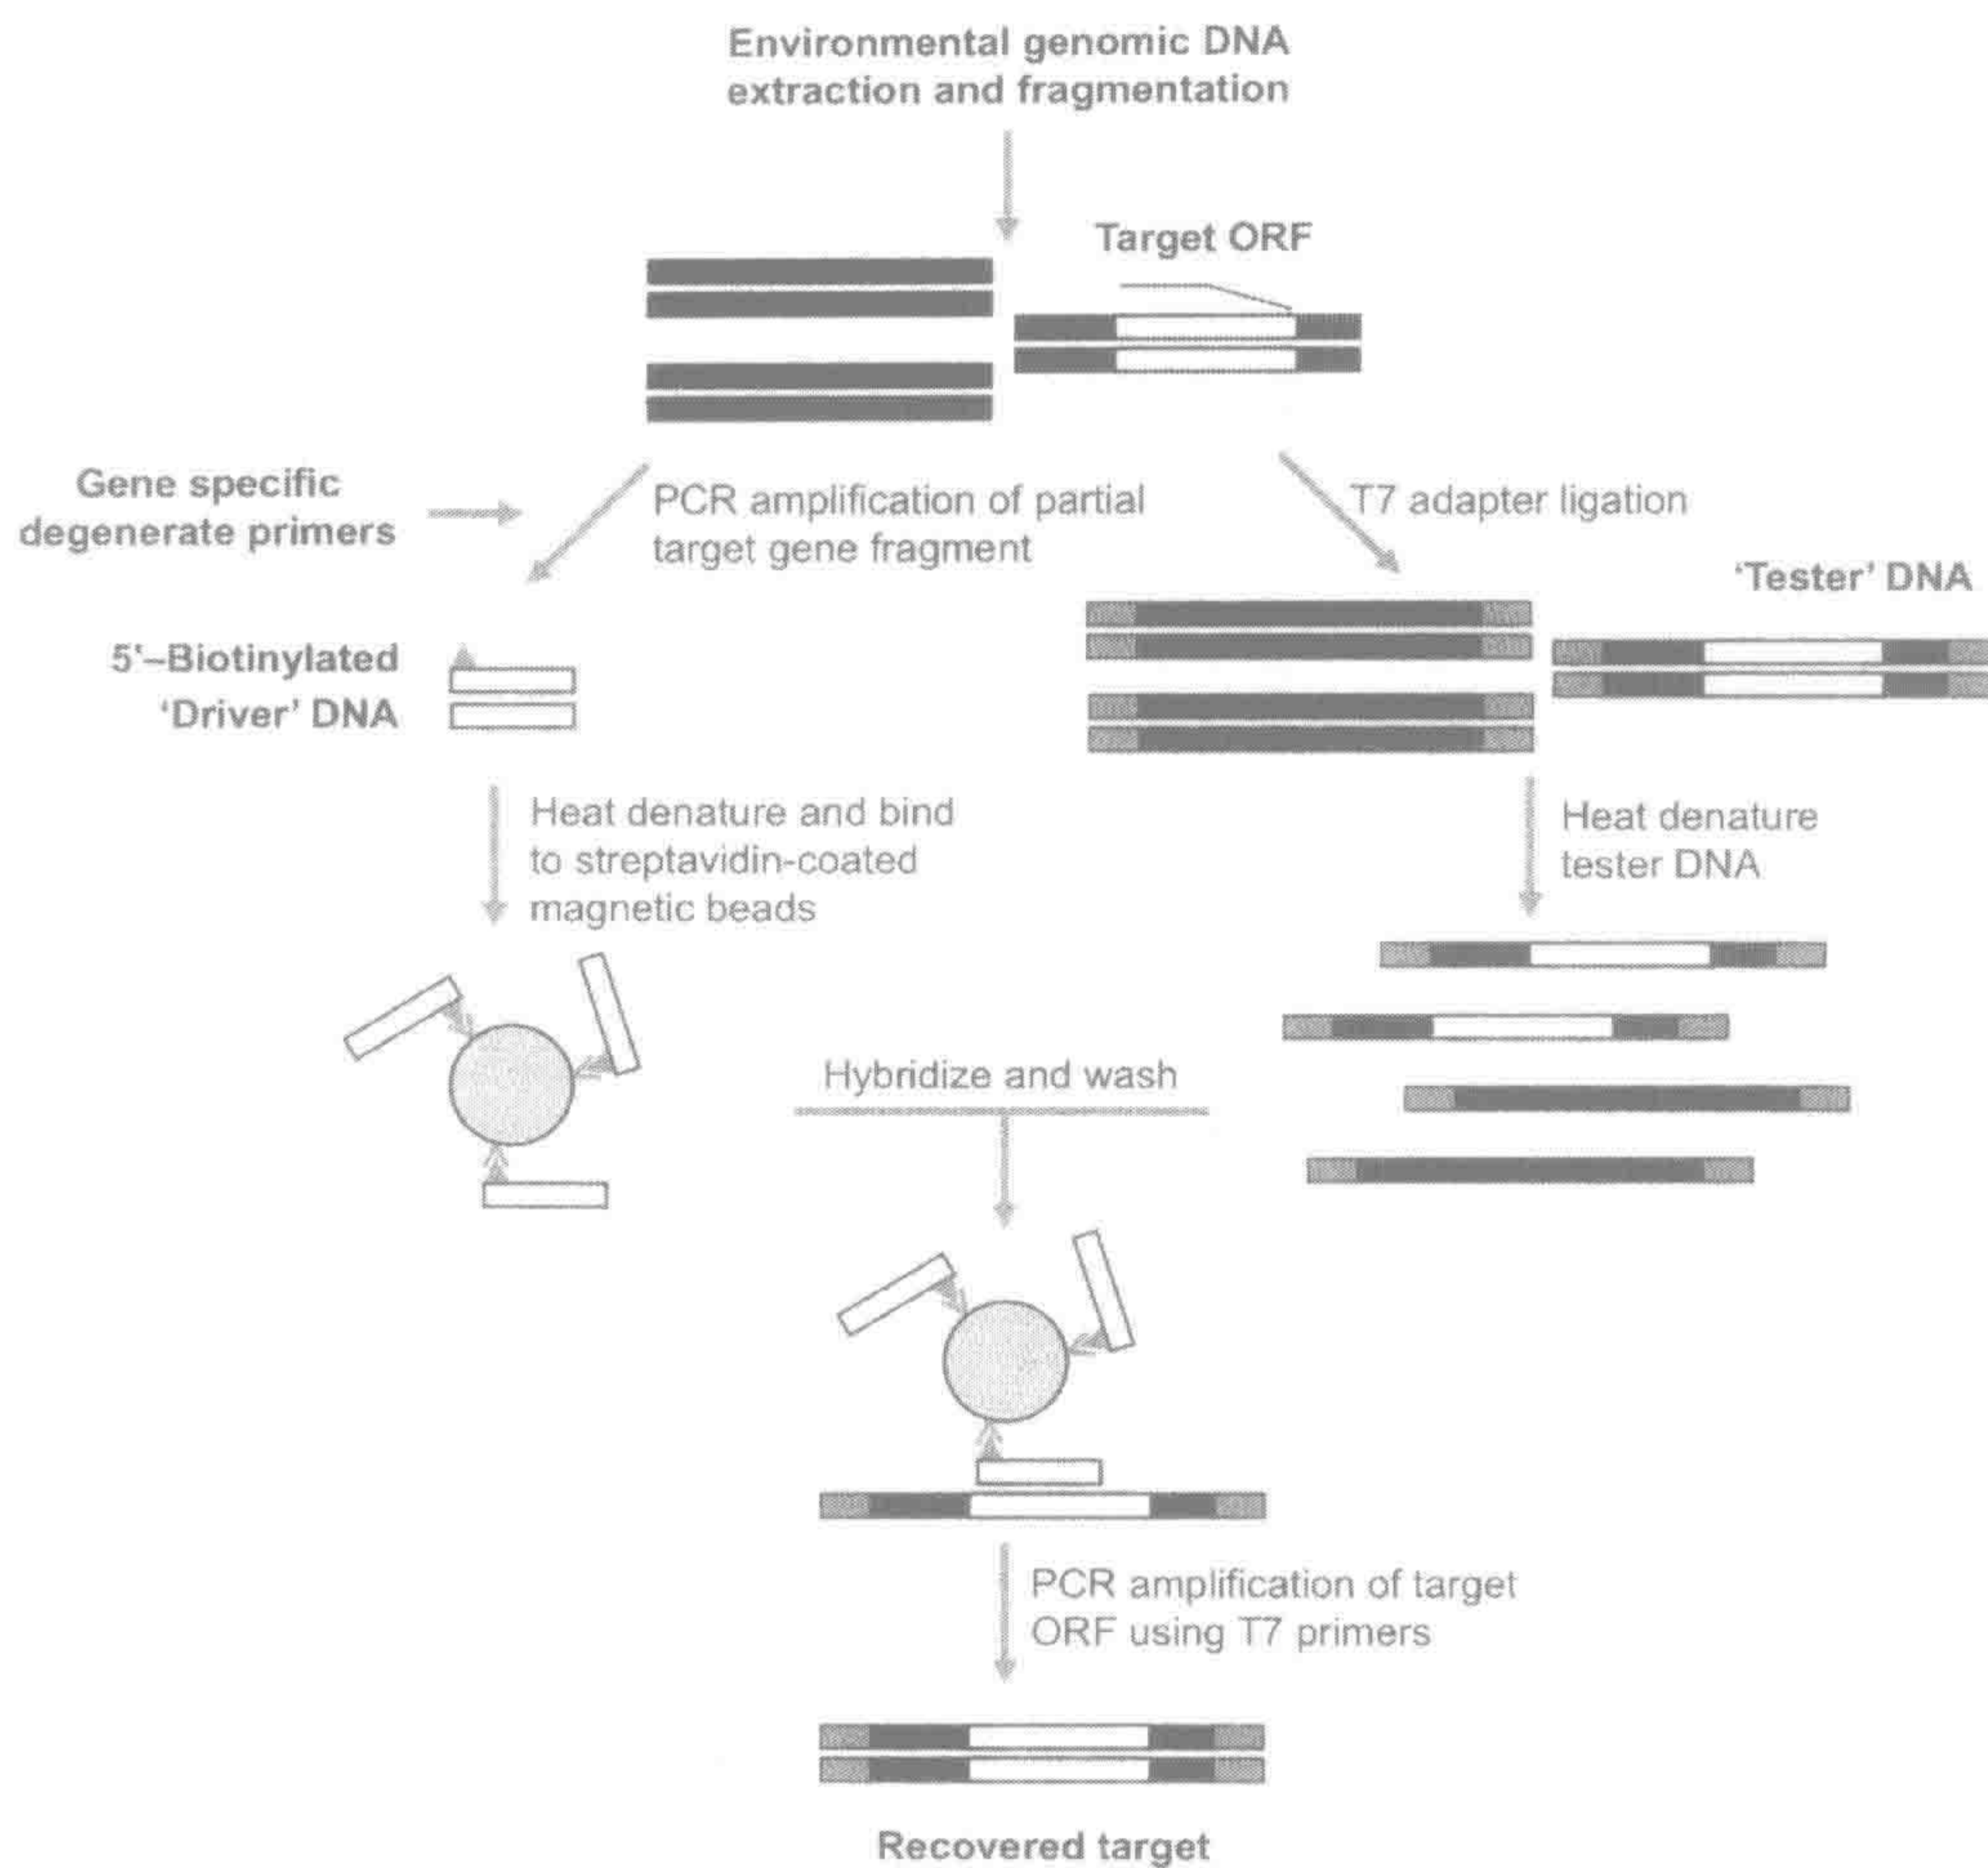 Environmental genomic DNA
extraction and fragmentation
Target ORF
Gene specific
degenerate primers
PCR amplification of partial
target gene fragment
T7 adapter ligation
'Tester' DNA
5'–Biotinylated
'Driver' DNA
Heat denature and bind
to streptavidin-coated
magnetic beads
Heat denature
tester DNA
Hybridize and wash
PCR amplification of target
ORF using T7 primers
Recovered target